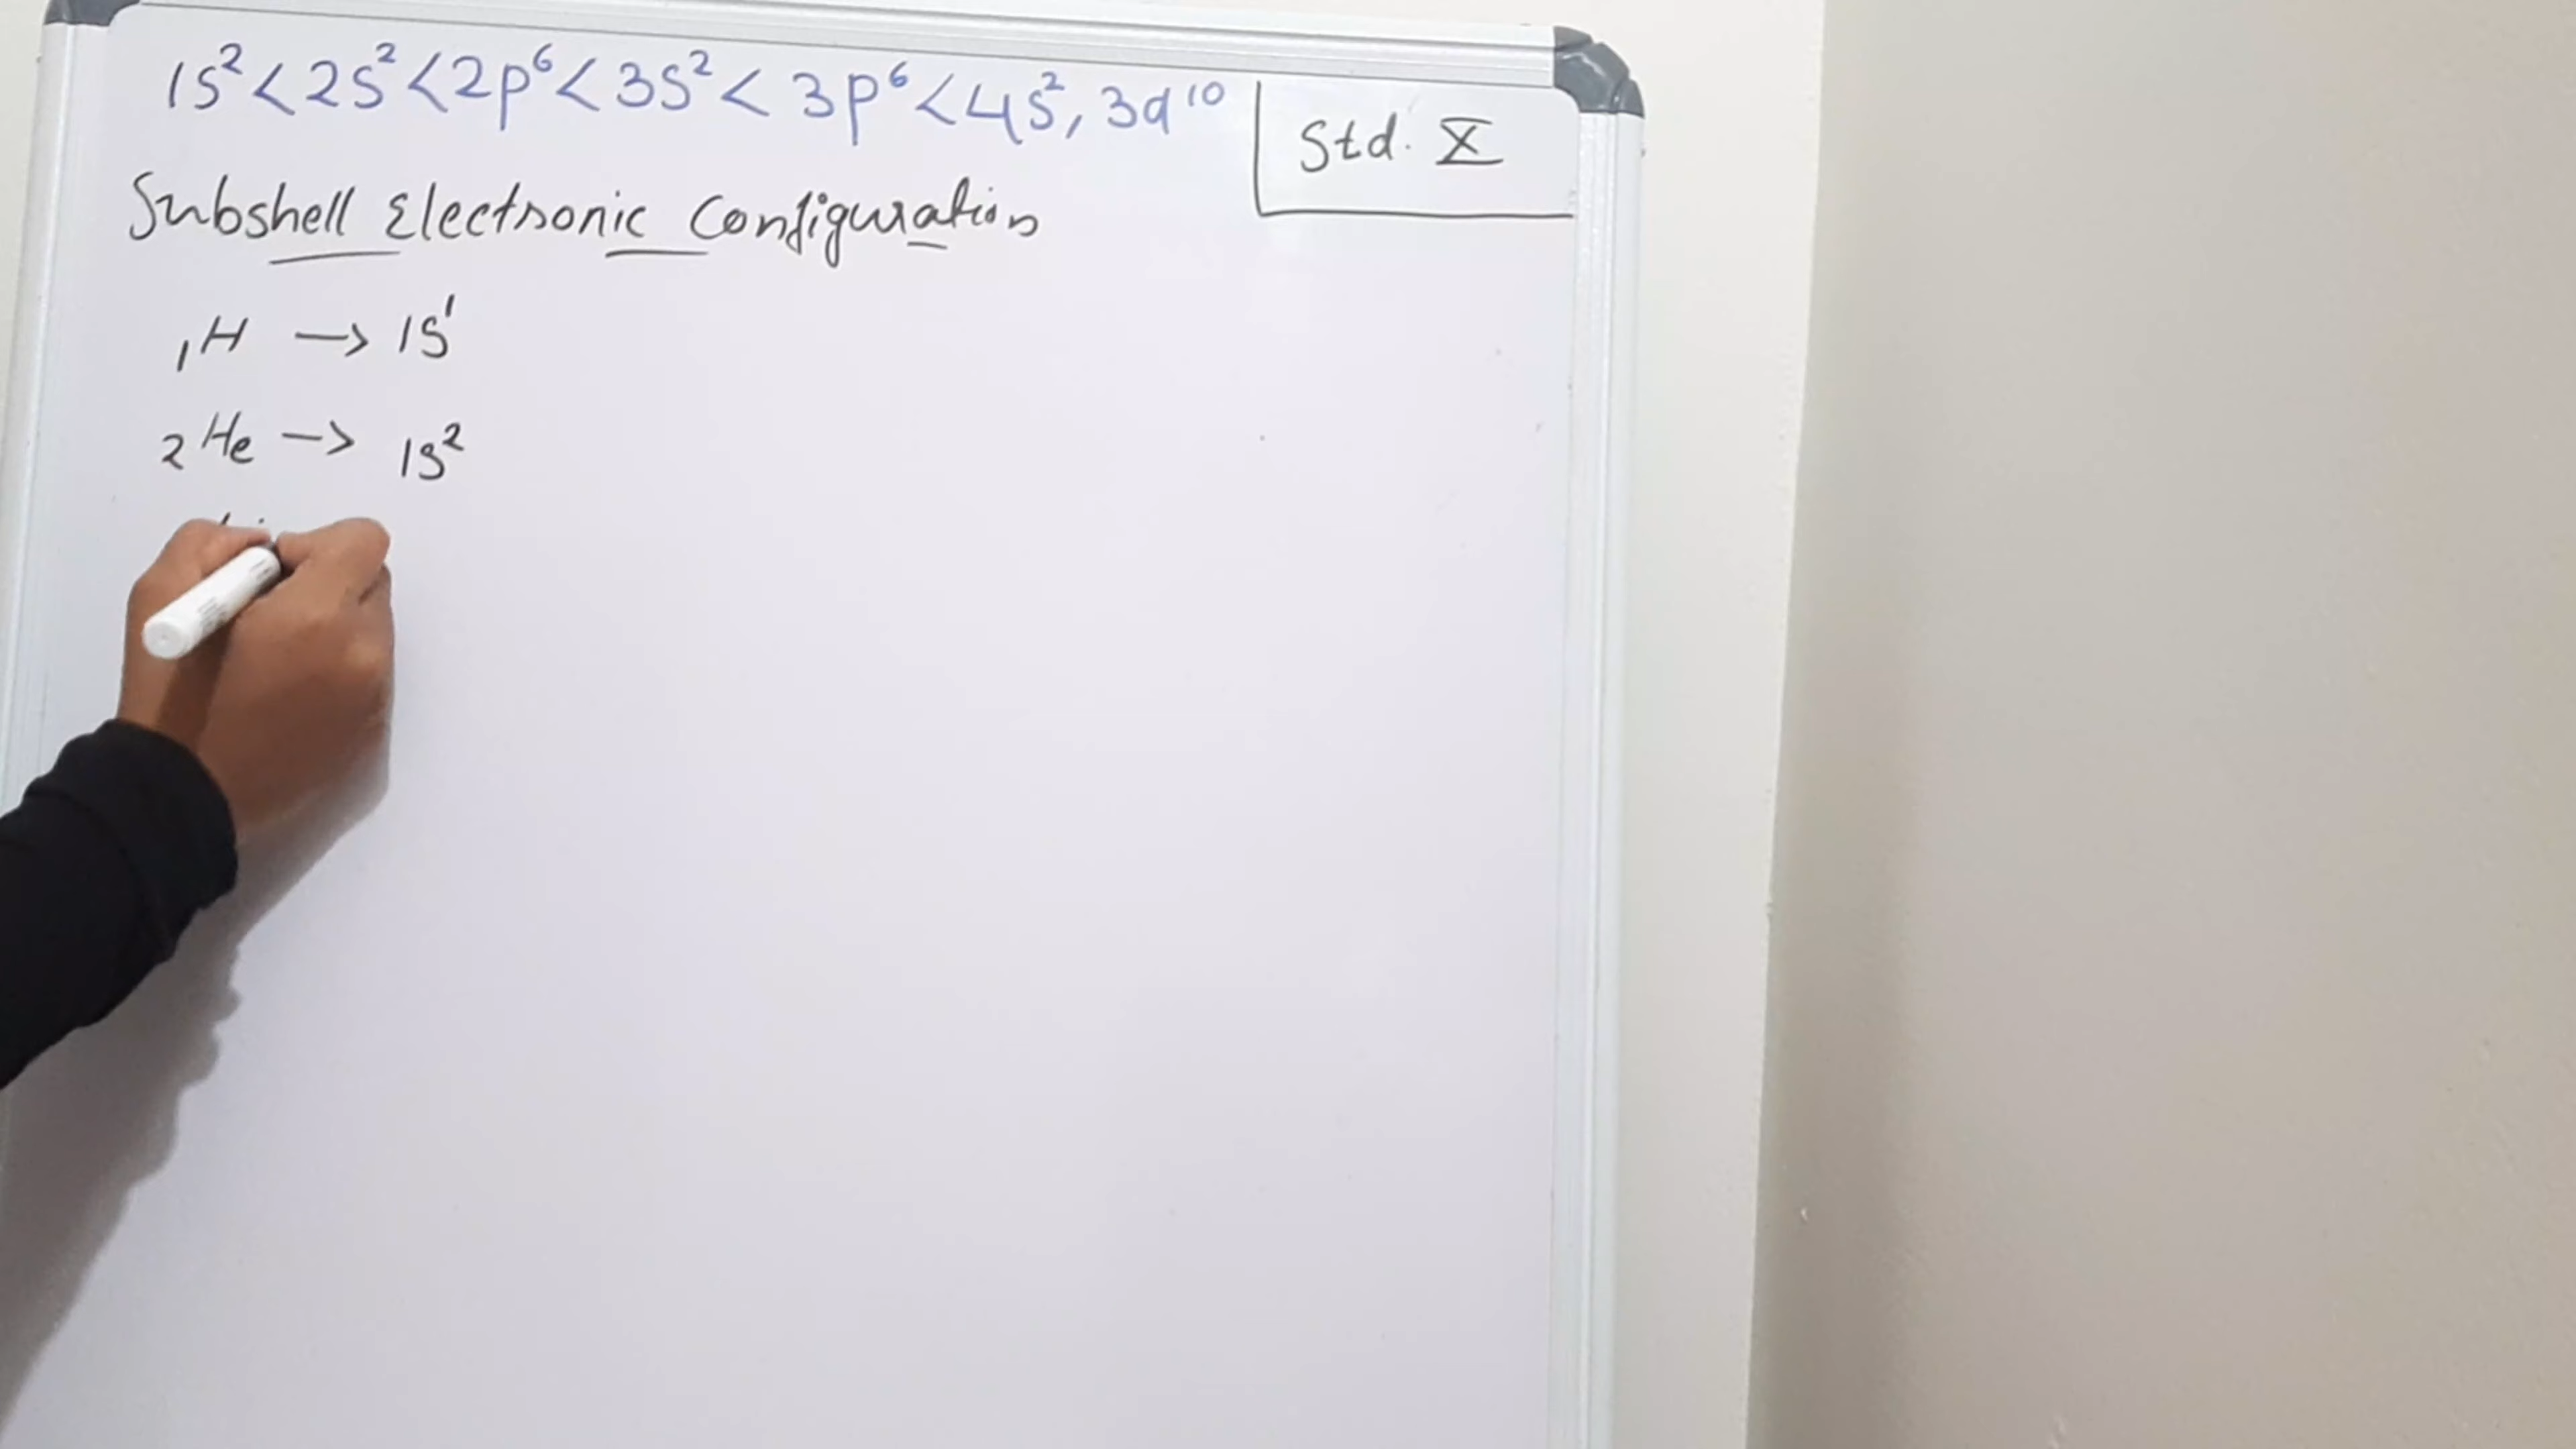 1s² < 2s² < 2p⁶ < 3s² < 3p⁶ < 4s², 3d¹⁰
Std. X
Subshell Electronic Configuration
₁H → 1s¹
₂He → 1s²